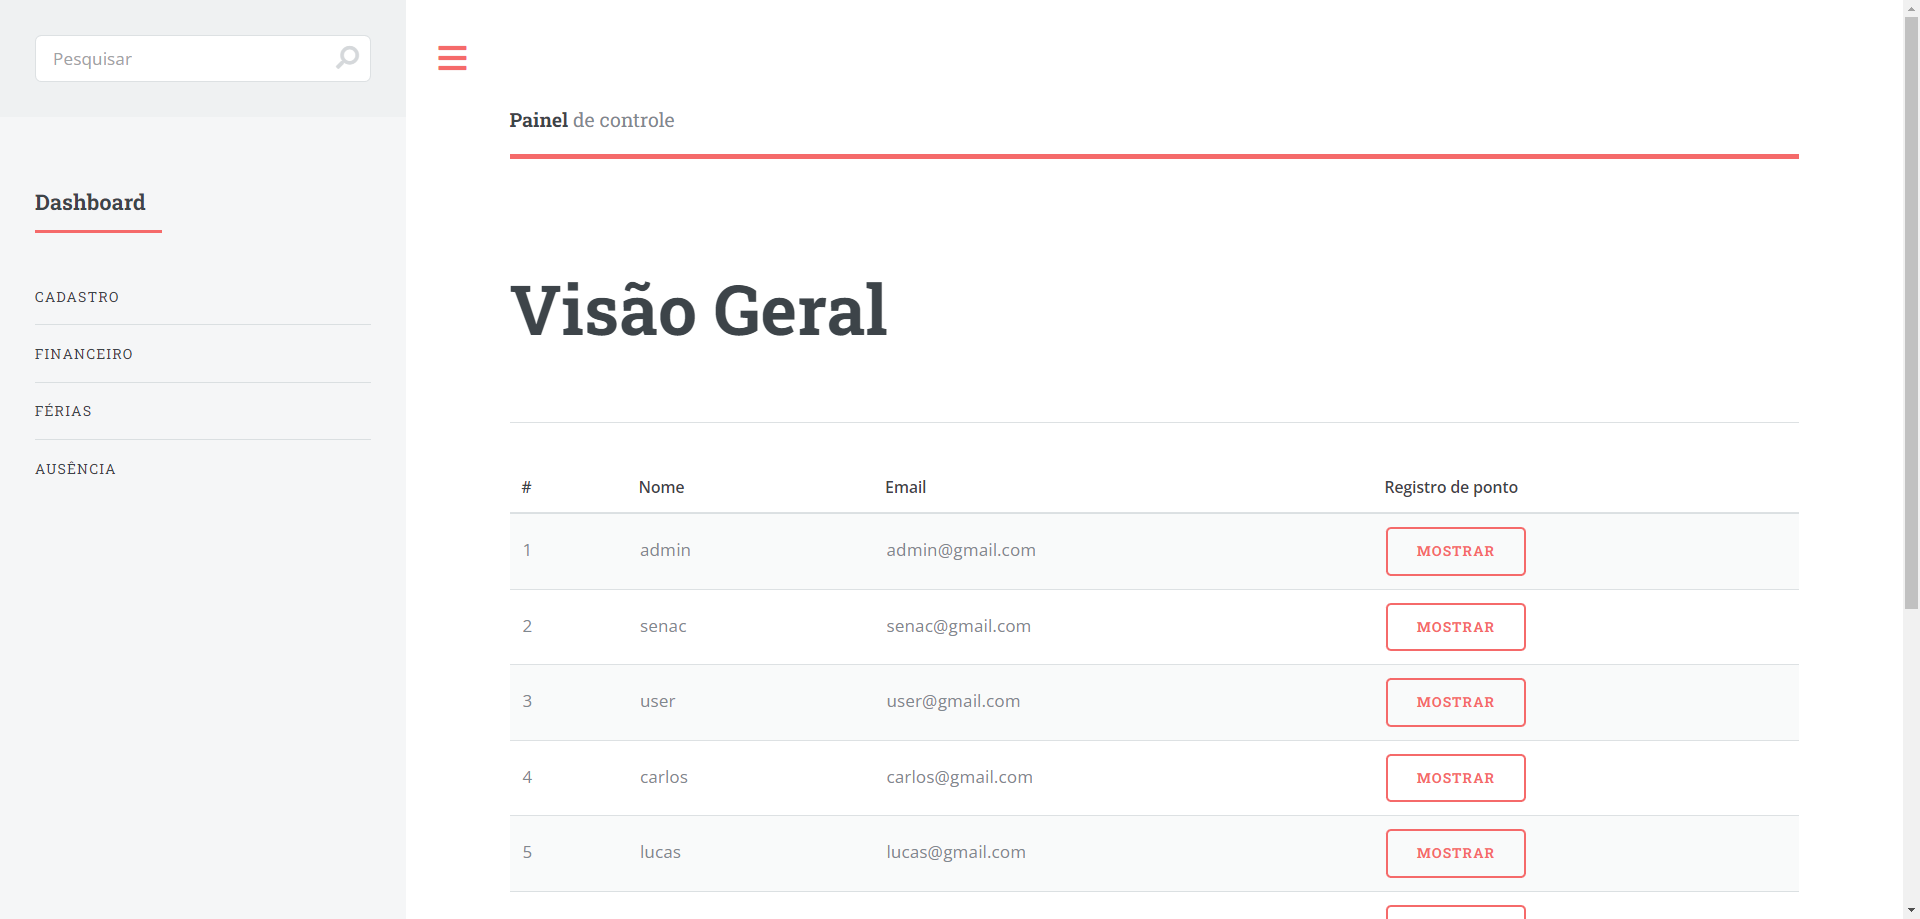 Pesquisar
Dashboard
CADASTRO
FINANCEIRO
FÉRIAS
AUSÊNCIA
Painel de controle
Visão Geral
# Nome Email Registro de ponto
1 admin admin@gmail.com MOSTRAR
2 senac senac@gmail.com MOSTRAR
3 user user@gmail.com MOSTRAR
4 carlos carlos@gmail.com MOSTRAR
5 lucas lucas@gmail.com MOSTRAR